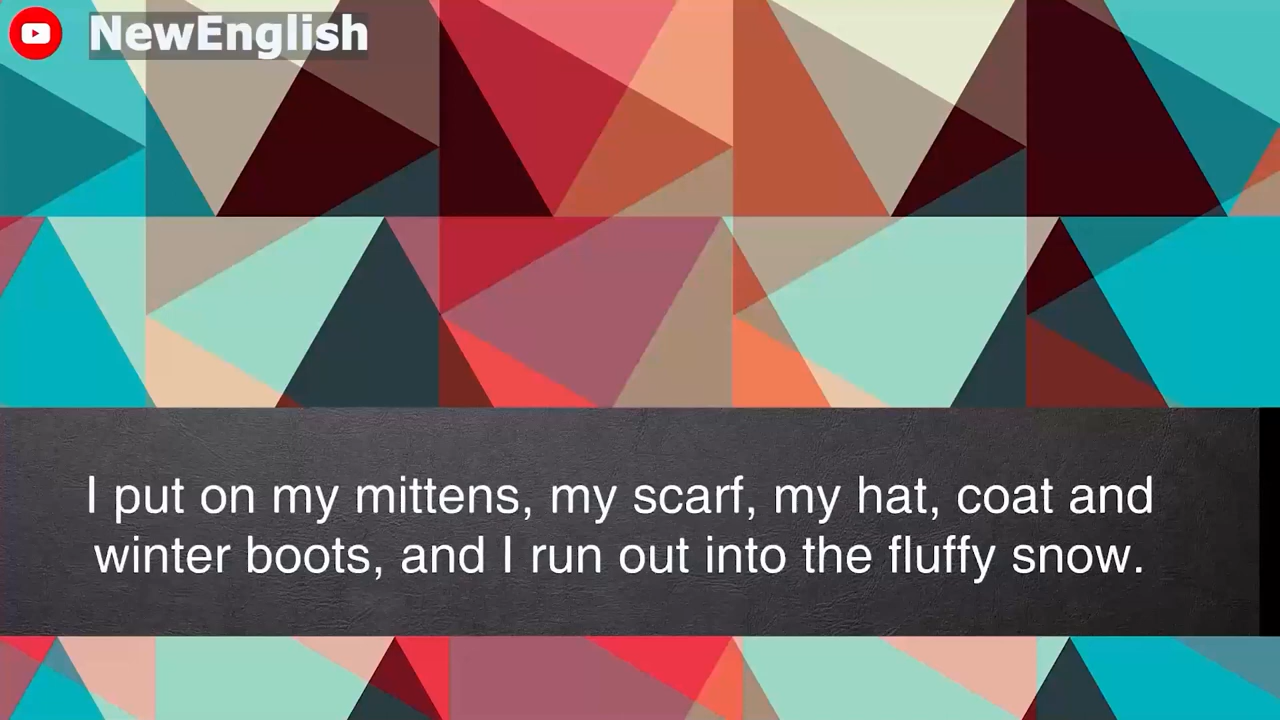 NewEnglish
I put on my mittens, my scarf, my hat, coat and
winter boots, and I run out into the fluffy snow.